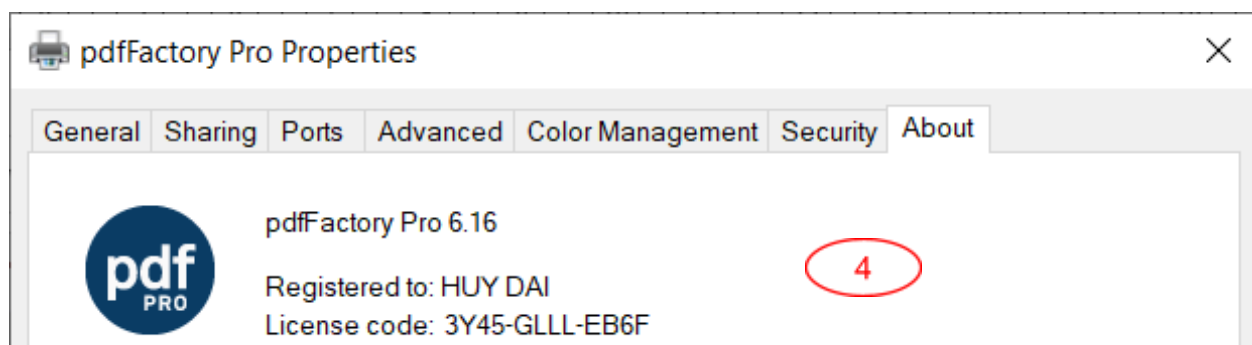 pdfFactory Pro Properties
General Sharing Ports Advanced Color Management Security About
pdf
PRO
pdfFactory Pro 6.16
4
Registered to: HUY DAI
License code: 3Y45-GLLL-EB6F